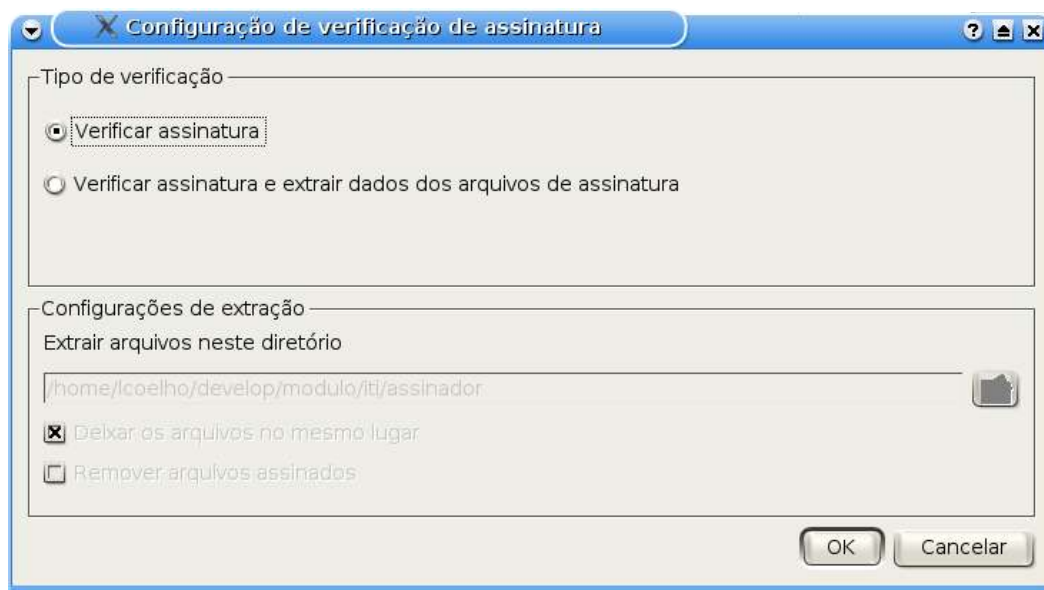 Configuração de verificação de assinatura
Tipo de verificação
Verificar assinatura
Verificar assinatura e extrair dados dos arquivos de assinatura
Configurações de extração
Extrair arquivos neste diretório
/home/lcoelho/develop/modulo/iti/assinador
Deixar os arquivos no mesmo lugar
Remover arquivos assinados
OK Cancelar